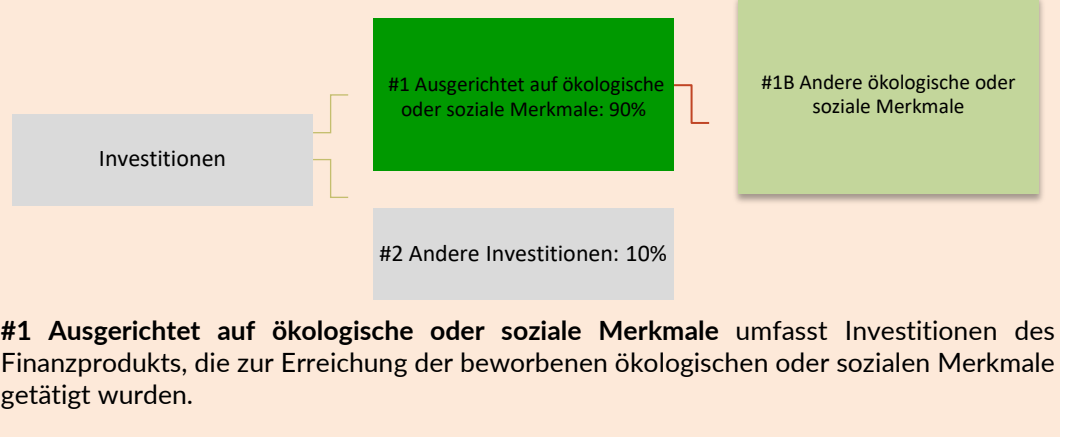 #1 Ausgerichtet auf ökologische
oder soziale Merkmale: 90%
#1B Andere ökologische oder
soziale Merkmale
Investitionen
#2 Andere Investitionen: 10%
#1 Ausgerichtet auf ökologische oder soziale Merkmale umfasst Investitionen des
Finanzprodukts, die zur Erreichung der beworbenen ökologischen oder sozialen Merkmale
getätigt wurden.